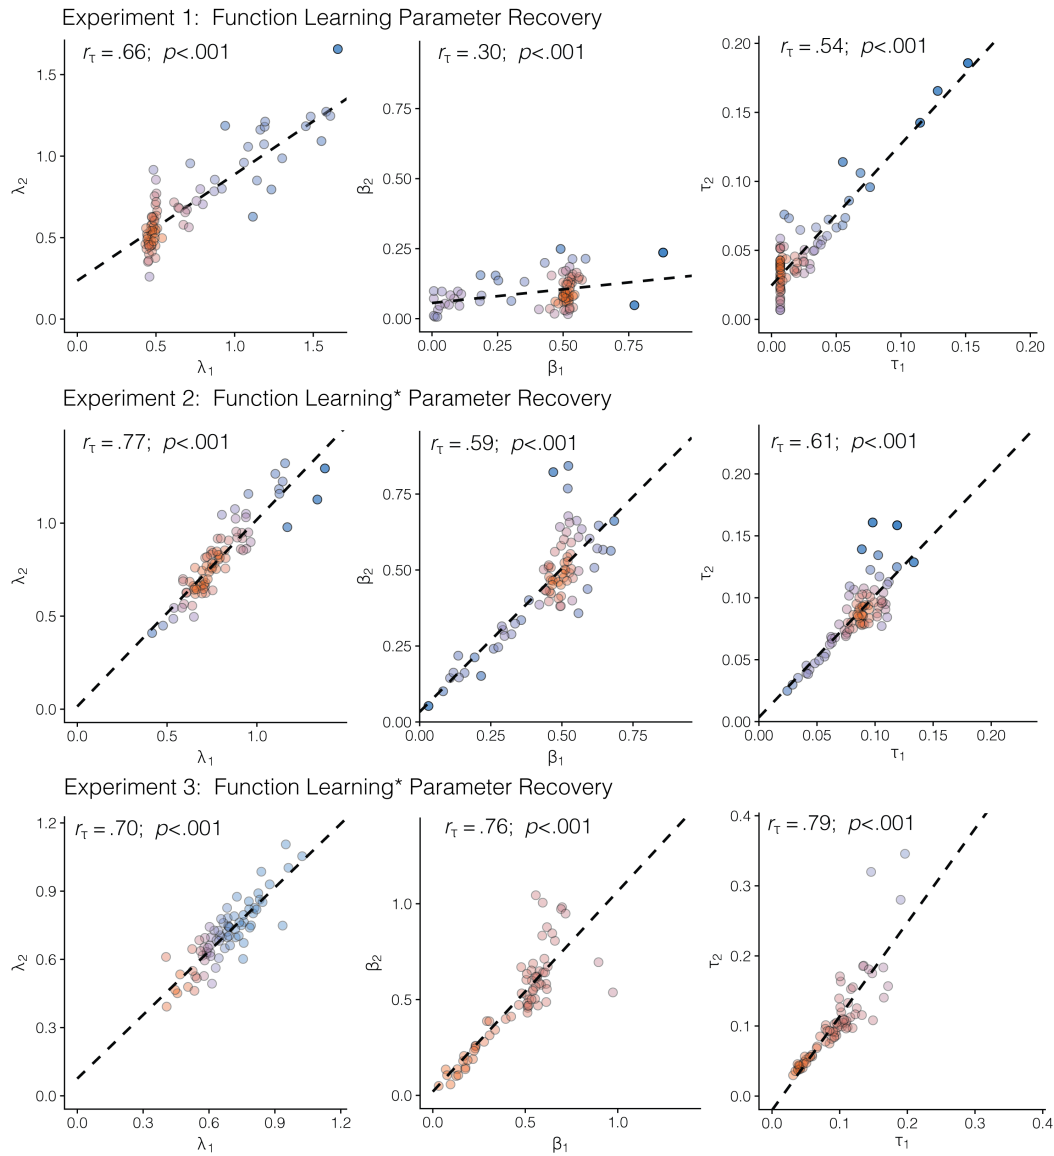 Experiment 1: Function Learning Parameter Recovery
r_τ = .66; p<.001
r_τ = .30; p<.001
r_τ = .54; p<.001
λ₂
1.5
1.0
0.5
0.0
0.0 0.5 1.0 1.5
λ₁
β₂
0.75
0.50
0.25
0.00
0.00 0.25 0.50 0.75
β₁
τ₂
0.20
0.15
0.10
0.05
0.00
0.00 0.05 0.10 0.15 0.20
τ₁
Experiment 2: Function Learning* Parameter Recovery
r_τ = .77; p<.001
r_τ = .59; p<.001
r_τ = .61; p<.001
λ₂
1.0
0.5
0.0
0.0 0.5 1.0
λ₁
β₂
0.75
0.50
0.25
0.00
0.00 0.25 0.50 0.75
β₁
τ₂
0.20
0.15
0.10
0.05
0.00
0.00 0.05 0.10 0.15 0.20
τ₁
Experiment 3: Function Learning* Parameter Recovery
r_τ = .70; p<.001
r_τ = .76; p<.001
r_τ = .79; p<.001
λ₂
1.2
0.9
0.6
0.3
0.0
0.0 0.3 0.6 0.9 1.2
λ₁
β₂
1.0
0.5
0.0
0.0 0.5 1.0
β₁
τ₂
0.4
0.3
0.2
0.1
0.0
0.0 0.1 0.2 0.3 0.4
τ₁